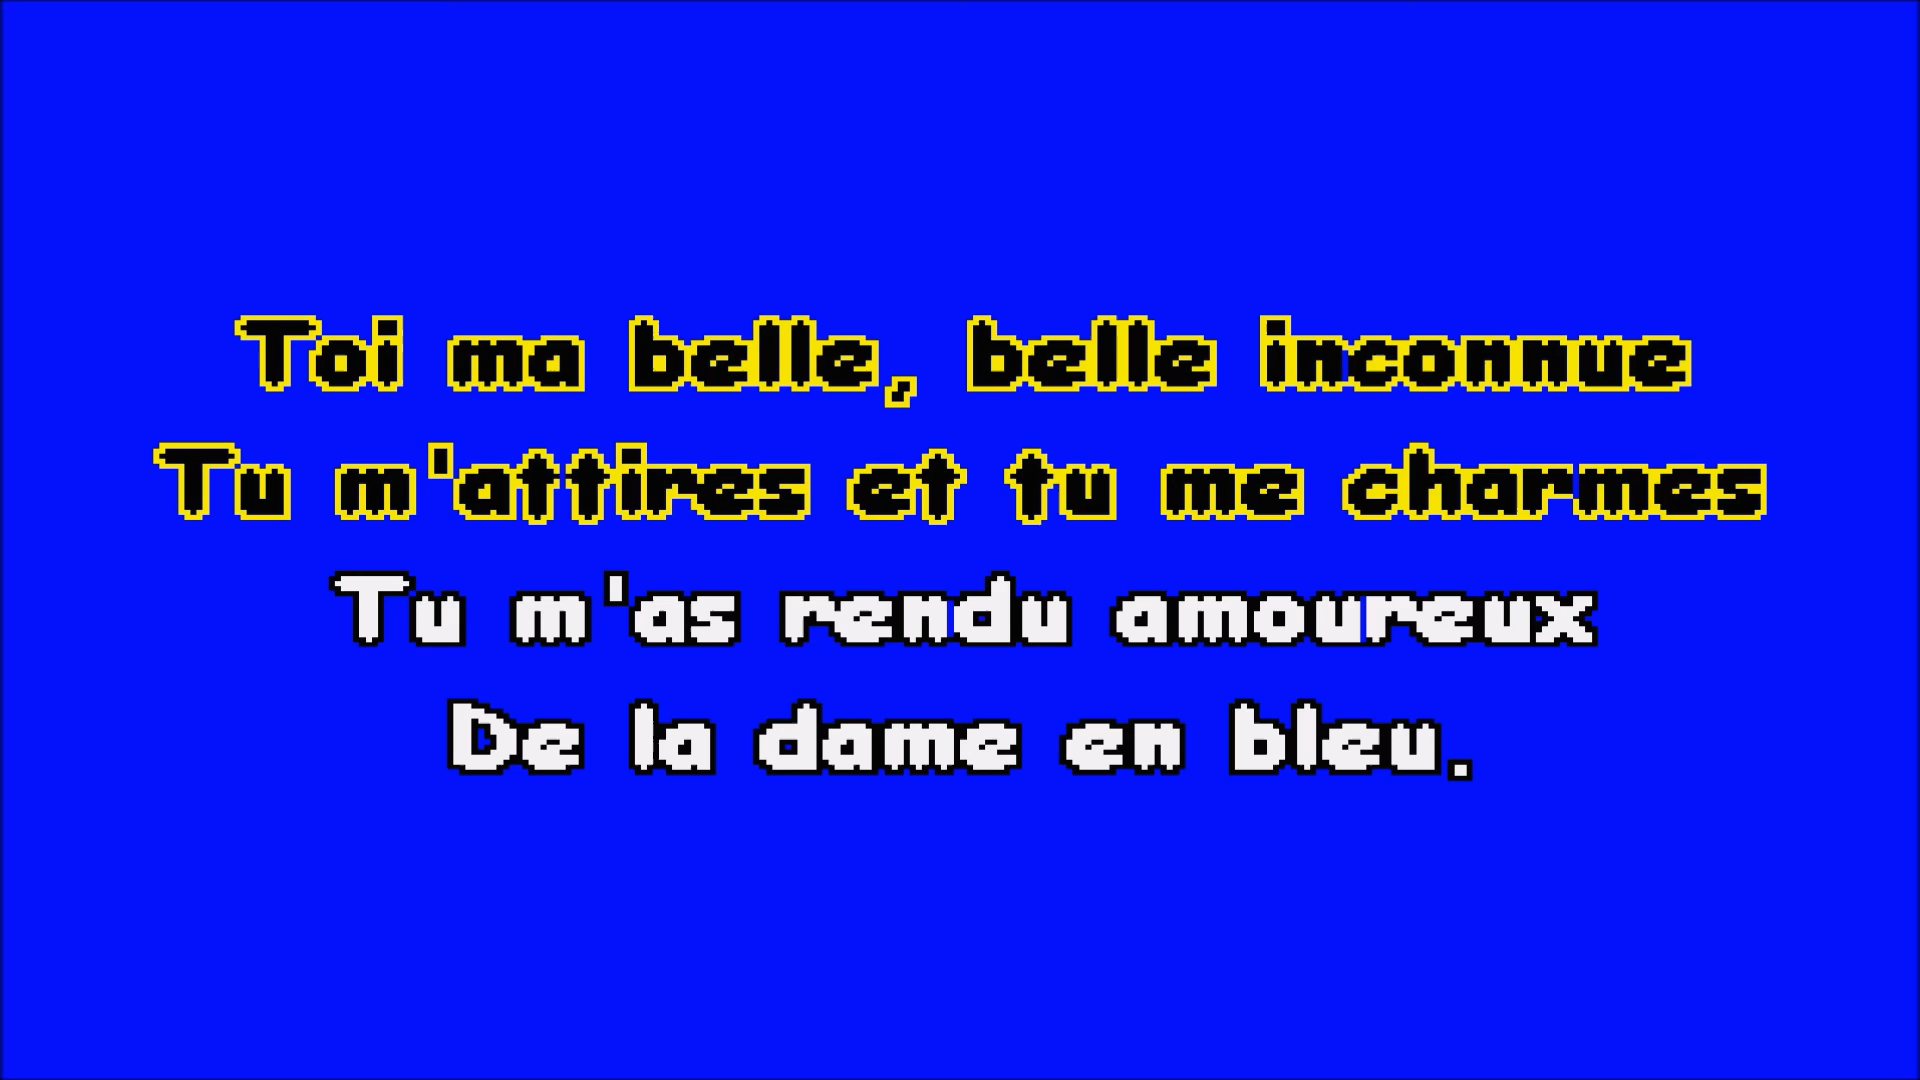 Toi ma belle, belle inconnue
Tu m'attires et tu me charmes
Tu m'as rendu amoureux
De la dame en bleu.